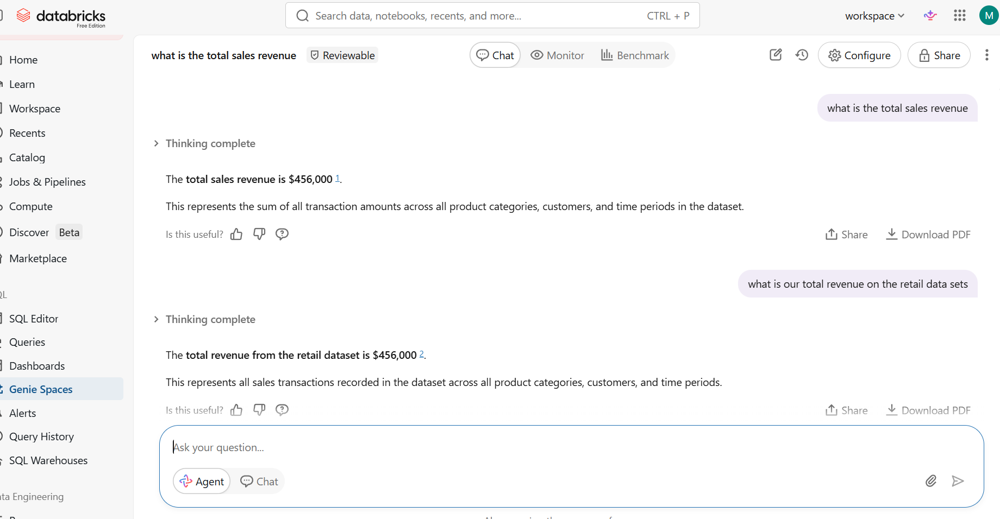 databricks
Free Edition
Search data, notebooks, recents, and more... CTRL + P
workspace
M
Home
Learn
Workspace
Recents
Catalog
Jobs & Pipelines
Compute
Discover Beta
Marketplace
SQL Editor
Queries
Dashboards
Genie Spaces
Alerts
Query History
SQL Warehouses
Engineering
what is the total sales revenue Reviewable
Chat Monitor Benchmark
Configure Share
what is the total sales revenue
Thinking complete
The total sales revenue is $456,000 1.
This represents the sum of all transaction amounts across all product categories, customers, and time periods in the dataset.
Is this useful? Share Download PDF
what is our total revenue on the retail data sets
Thinking complete
The total revenue from the retail dataset is $456,000 2.
This represents all sales transactions recorded in the dataset across all product categories, customers, and time periods.
Is this useful? Share Download PDF
Ask your question...
Agent Chat